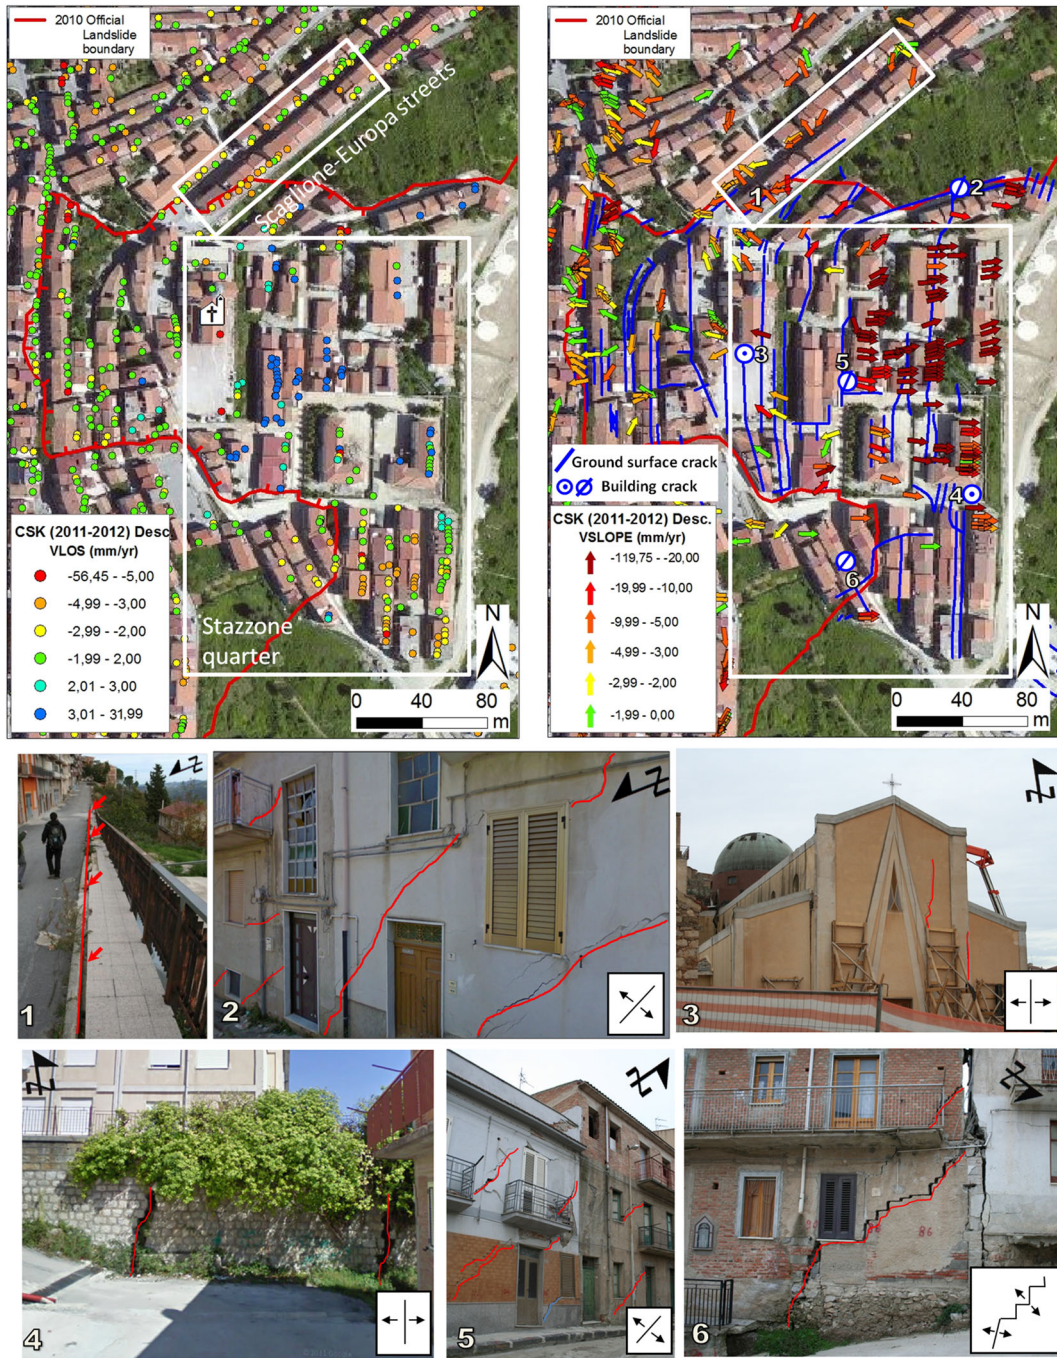 2010 Official
Landslide
boundary
Scaglione-Europa streets
Stazzone
quarter
CSK (2011-2012) Desc.
VLOS (mm/yr)
-56,45 - -5,00
-4,99 - -3,00
-2,99 - -2,00
-1,99 - 2,00
2,01 - 3,00
3,01 - 31,99
N
0 40 80
m
2010 Official
Landslide
boundary
1
2
3
5
4
6
Ground surface crack
Building crack
CSK (2011-2012) Desc.
VSLOPE (mm/yr)
-119,75 - -20,00
-19,99 - -10,00
-9,99 - -5,00
-4,99 - -3,00
-2,99 - -2,00
-1,99 - 0,00
N
0 40 80
m
N
1
N
2
N
3
N
4
N
5
N
86
86
6